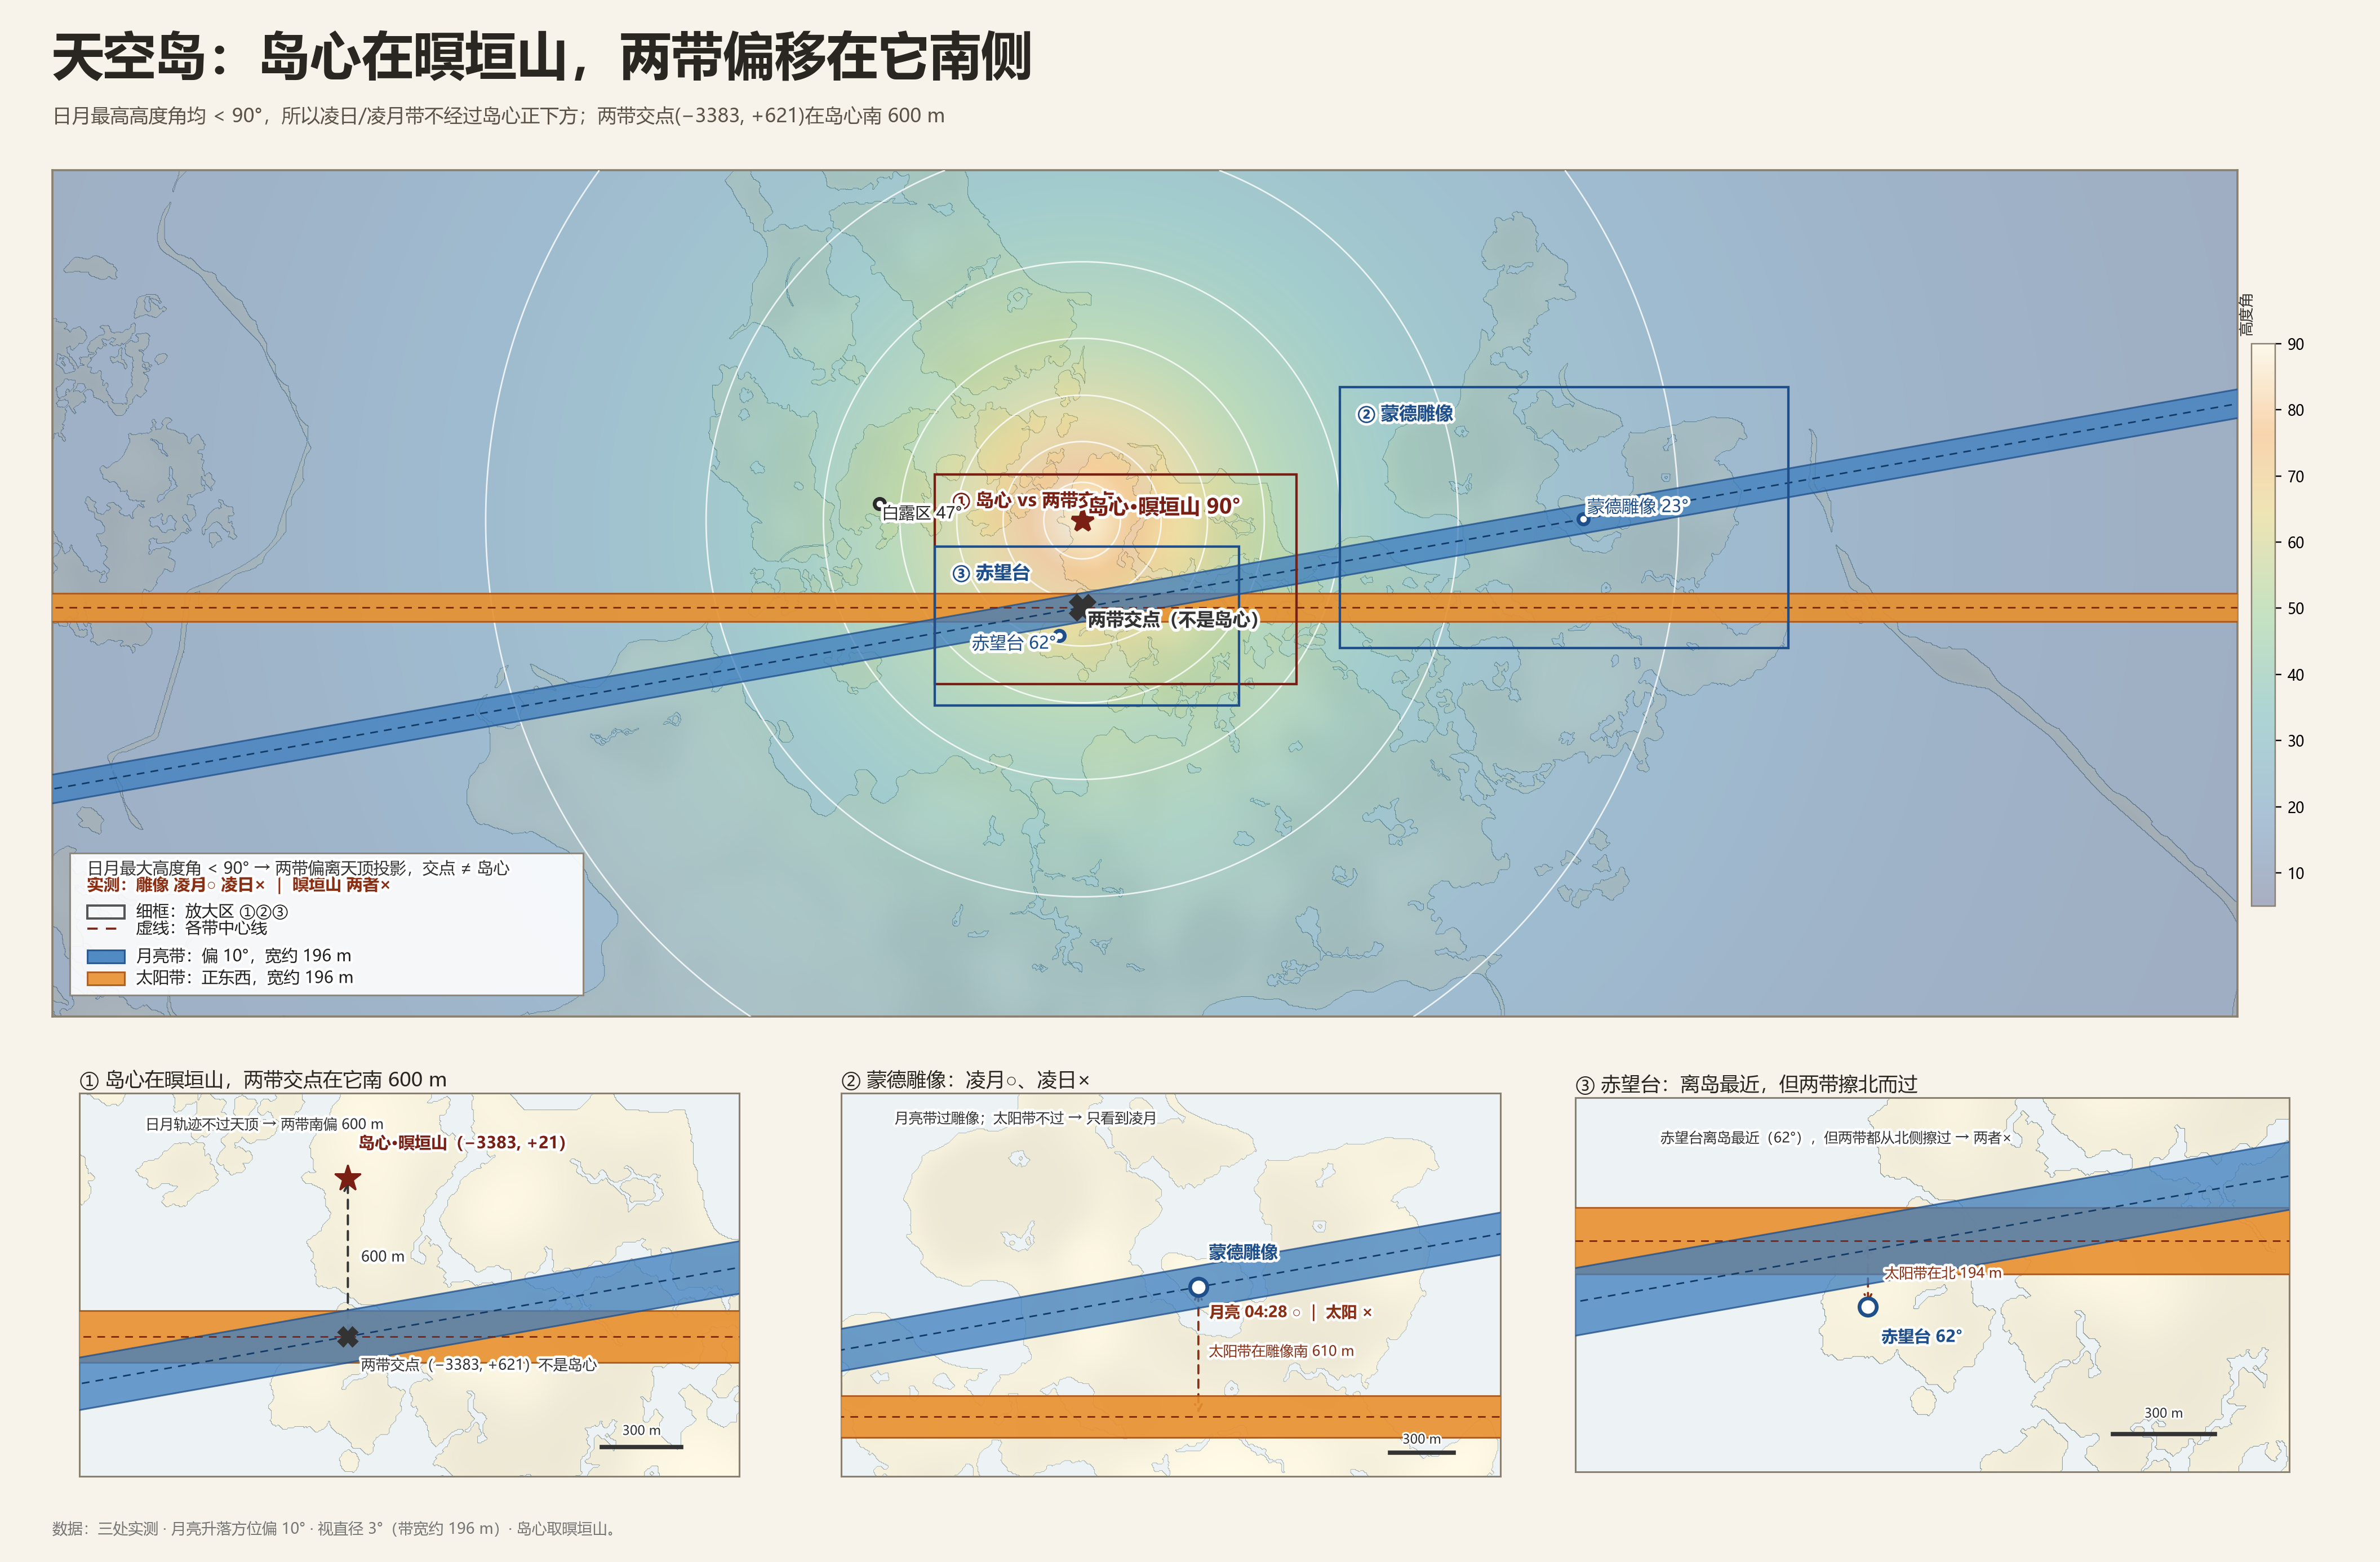 天空岛：岛心在暝垣山，两带偏移在它南侧
日月最高高度角均 < 90°，所以凌日/凌月带不经过岛心正下方；两带交点(−3383, +621)在岛心南 600 m
② 蒙德雕像
① 岛心 vs 两带交点
岛心·暝垣山 90°
白露区 47°
蒙德雕像 23°
③ 赤望台
两带交点（不是岛心）
赤望台 62°
高度角
90
80
70
60
50
40
30
20
10
日月最大高度角 < 90° → 两带偏离天顶投影，交点 ≠ 岛心
实测：雕像 凌月○ 凌日× ｜ 暝垣山 两者×
细框：放大区 ①②③
虚线：各带中心线
月亮带：偏 10°，宽约 196 m
太阳带：正东西，宽约 196 m
① 岛心在暝垣山，两带交点在它南 600 m
日月轨迹不过天顶 → 两带南偏 600 m
岛心·暝垣山（−3383, +21）
600 m
两带交点（−3383, +621）不是岛心
300 m
② 蒙德雕像：凌月○、凌日×
月亮带过雕像；太阳带不过 → 只看到凌月
蒙德雕像
月亮 04:28 ○ ｜ 太阳 ×
太阳带在雕像南 610 m
300 m
③ 赤望台：离岛最近，但两带擦北而过
赤望台离岛最近（62°），但两带都从北侧擦过 → 两者×
太阳带在北 194 m
赤望台 62°
300 m
数据：三处实测 · 月亮升落方位偏 10° · 视直径 3°（带宽约 196 m）· 岛心取暝垣山。